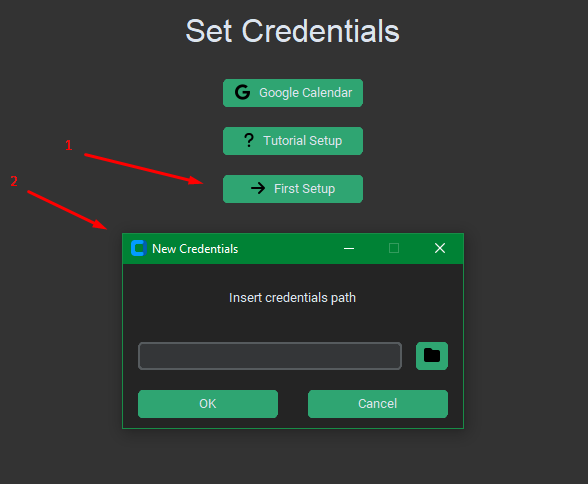 Set Credentials
Google Calendar
? Tutorial Setup
1
First Setup
2
New Credentials
Insert credentials path
OK
Cancel